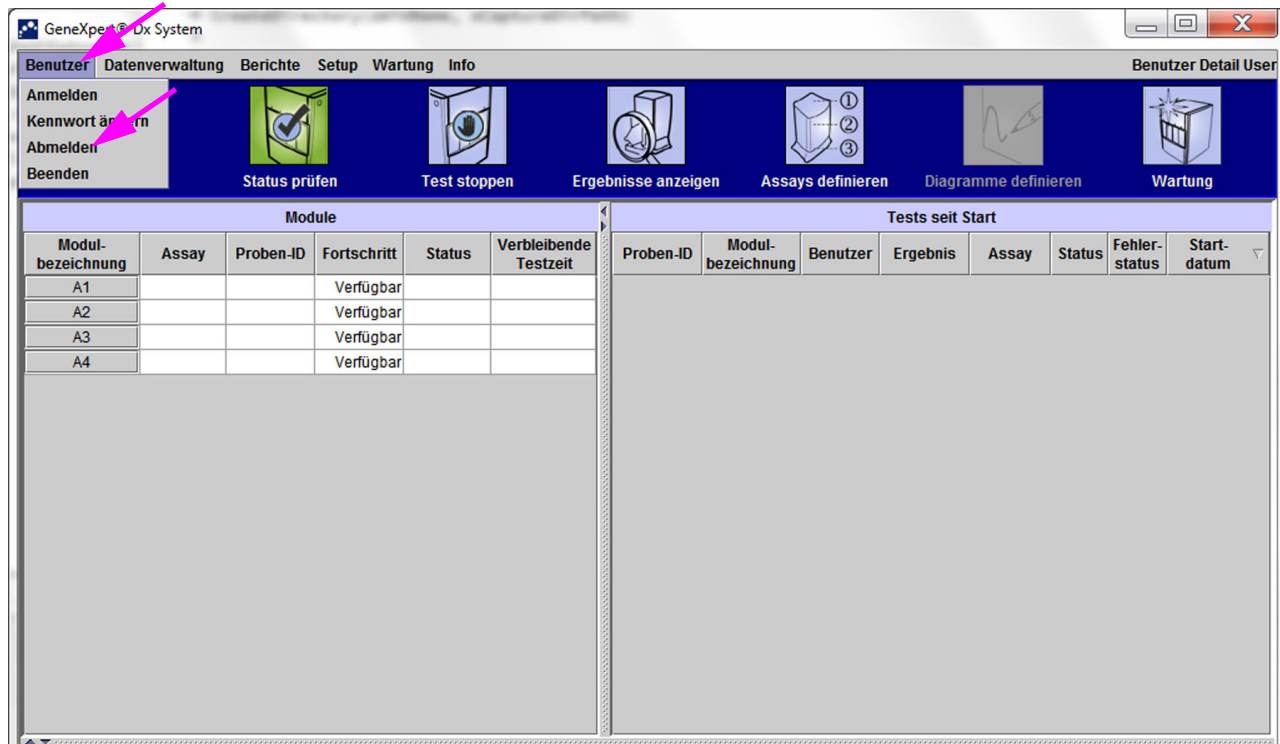 GeneXpert® Dx System
Benutzer Datenverwaltung Berichte Setup Wartung Info Benutzer Detail User
Anmelden
Kennwort ändern
Abmelden
Beenden
Status prüfen Test stoppen Ergebnisse anzeigen Assays definieren Diagramme definieren Wartung
Module
Modul-
bezeichnung Assay Proben-ID Fortschritt Status Verbleibende
Testzeit
A1 Verfügbar
A2 Verfügbar
A3 Verfügbar
A4 Verfügbar
Tests seit Start
Proben-ID Modul-
bezeichnung Benutzer Ergebnis Assay Status Fehler-
status Start-
datum
1
2
3